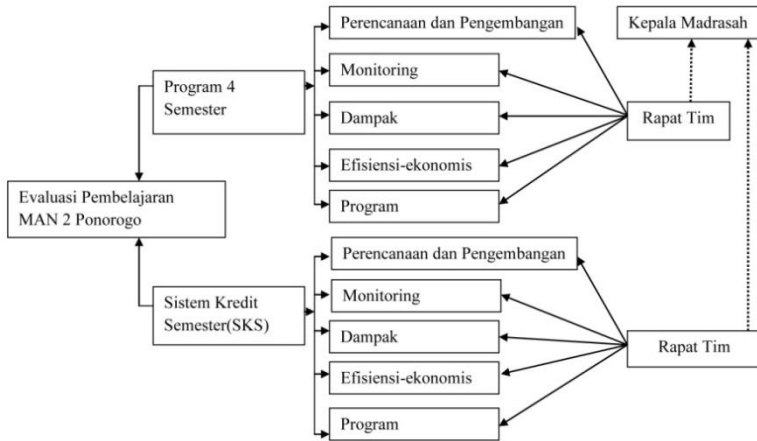 Perencanaan dan Pengembangan
Kepala Madrasah
Monitoring
Program 4
Semester
Dampak
Rapat Tim
Efisiensi-ekonomis
Program
Evaluasi Pembelajaran
MAN 2 Ponorogo
Perencanaan dan Pengembangan
Monitoring
Sistem Kredit
Semester(SKS)
Dampak
Rapat Tim
Efisiensi-ekonomis
Program